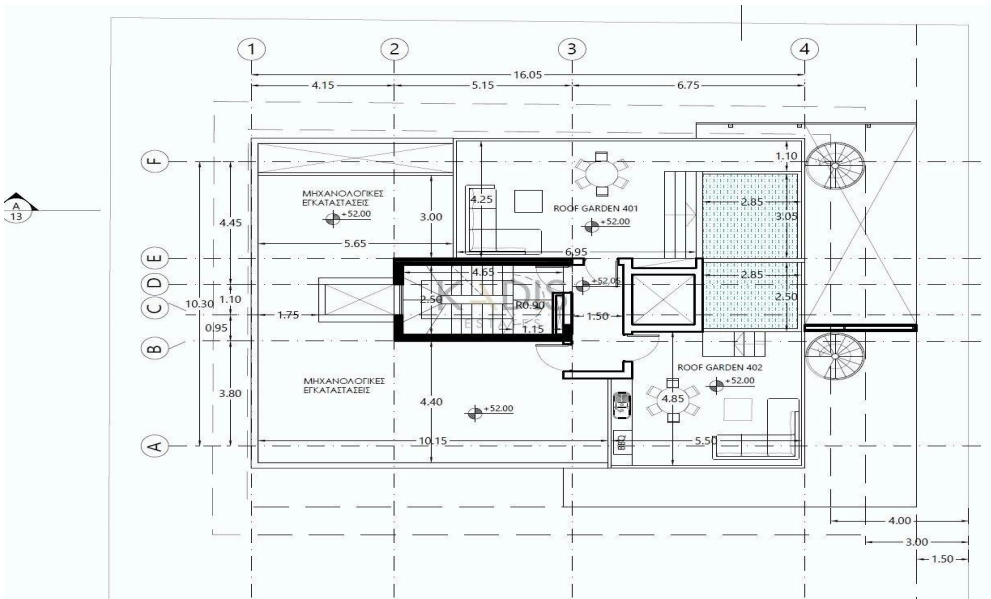 1 2 3 4
16.05
4.15 5.15 6.75
F
1.10
A
13
ΜΗΧΑΝΟΛΟΓΙΚΕΣ
ΕΓΚΑΤΑΣΤΑΣΕΙΣ
+52.00
4.25
ROOF GARDEN 401
+52.00
2.85
3.05
4.45
3.00
5.65
6.95
E
4.65
+52.05
2.85
D
KADIS
ESTATES
2.50
R0.90
2.50
C
10.30
1.10
1.75
1.50
0.95
1.15
B
ROOF GARDEN 402
+52.00
ΜΗΧΑΝΟΛΟΓΙΚΕΣ
ΕΓΚΑΤΑΣΤΑΣΕΙΣ
3.80
4.40
+52.00
4.85
BBQ
A
10.15
5.50
4.00
3.00
1.50